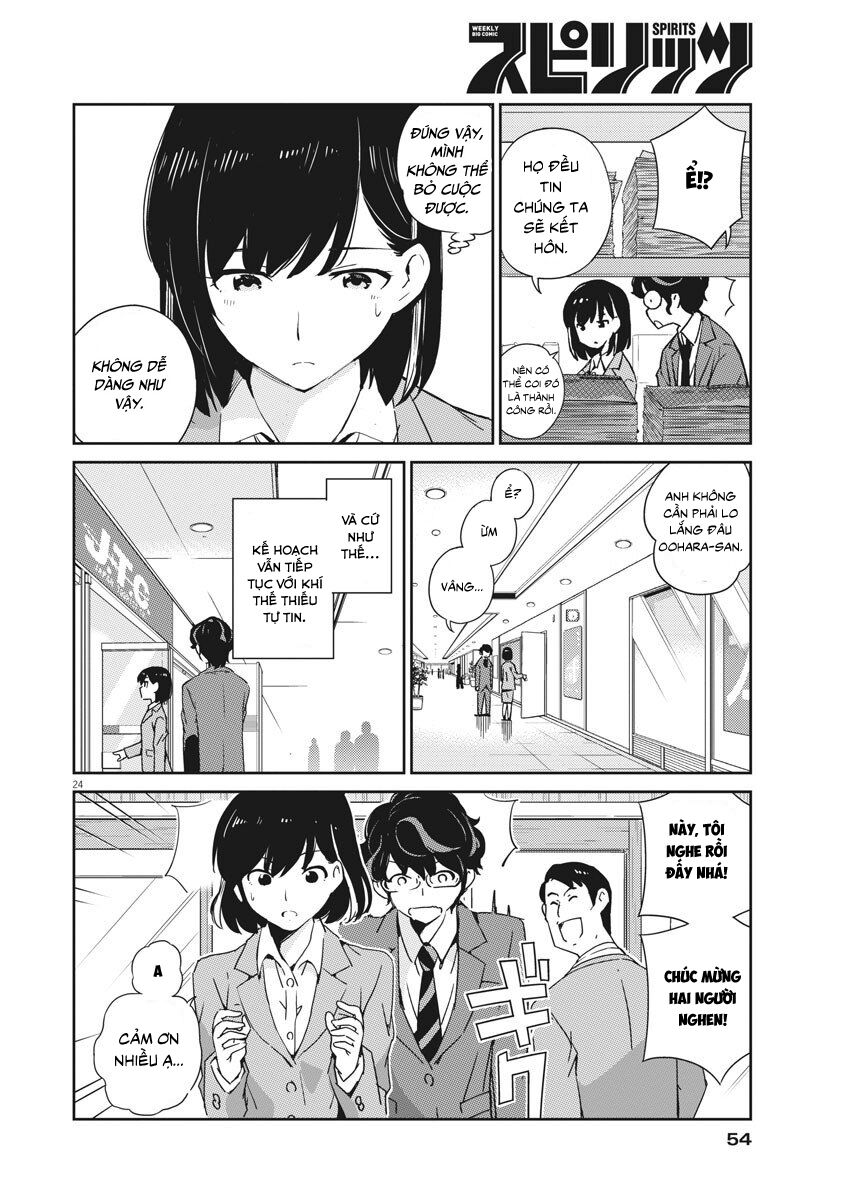 WEEKLY
BIG COMIC
スピリッツ
SPIRITS
Ể!?
HỌ ĐỀU
TIN
CHÚNG TA
SẼ KẾT
HÔN.
NÊN CÓ
THỂ COI ĐÓ
LÀ THÀNH
CÔNG RỒI.
ĐÚNG VẬY,
MÌNH
KHÔNG THỂ
BỎ CUỘC
ĐƯỢC.
KHÔNG DỄ
DÀNG NHƯ
VẬY.
ANH KHÔNG
CẦN PHẢI LO
LẮNG ĐÂU
OOHARA-SAN.
Ể?
ỪM
VÂNG...
VÀ CỨ
NHƯ
THẾ...
KẾ HOẠCH
VẪN TIẾP
TỤC VỚI KHÍ
THẾ THIẾU
TỰ TIN.
J.T.C
24
NÀY, TÔI
NGHE RỒI
ĐẤY NHÁ!
CHÚC MỪNG
HAI NGƯỜI
NGHEN!
ギクッ
A
CẢM ƠN
NHIỀU Ạ...
54